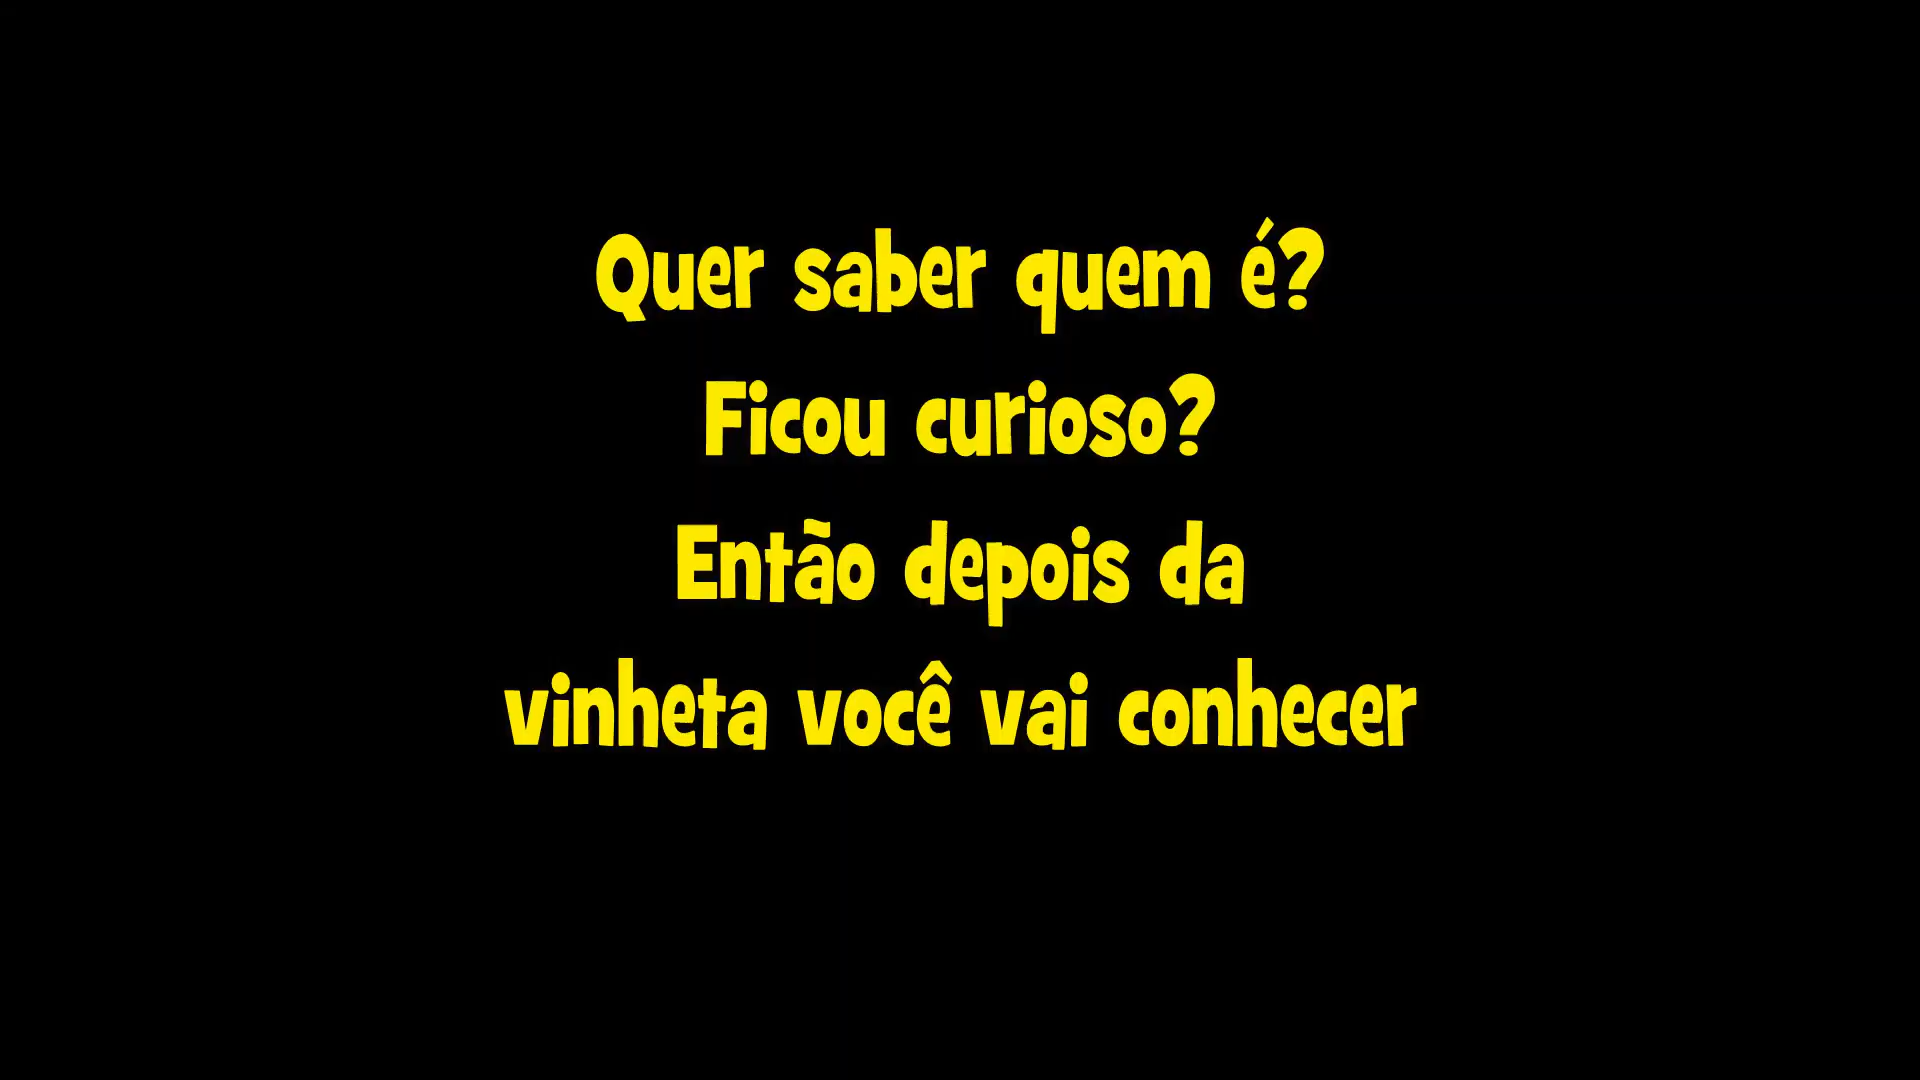 Quer saber quem é?
Ficou curioso?
Então depois da
vinheta você vai conhecer